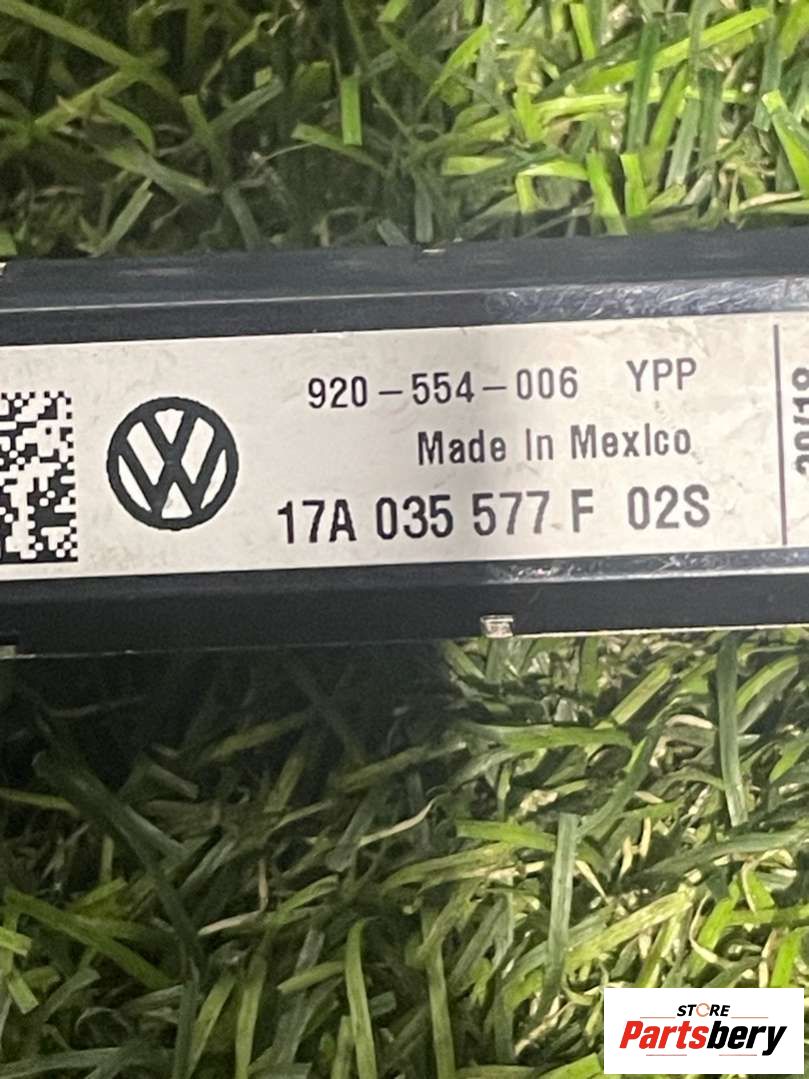 920-554-006 YPP
Made In Mexico
17A 035 577 F 02S
STORE
Partsbery